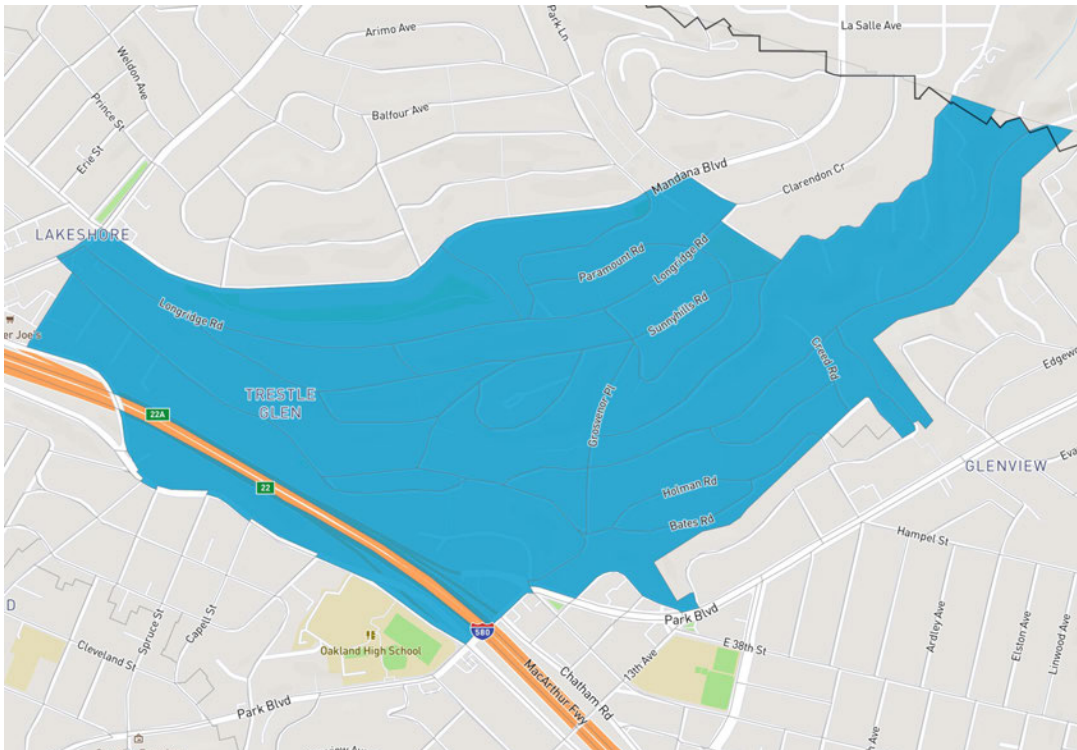 La Salle Ave
Park Ln
Arimo Ave
Weldon Ave
Balfour Ave
Prince St
Erie St
Mandana Blvd
Clarendon Cr
LAKESHORE
Paramount Rd
Longridge Rd
Longridge Rd
Sunnyhills Rd
er Joe's
Creed Rd
Edgew
TRESTLE
GLEN
22A
Grosvenor Pl
GLENVIEW
Eva
22
Holman Rd
Bates Rd
Hampel St
D
Spruce St
Capell St
Park Blvd
580
Ardley Ave
Elston Ave
Linwood Ave
Oakland High School
E 38th St
Cleveland St
13th Ave
Chatham Rd
MacArthur Fwy
Park Blvd